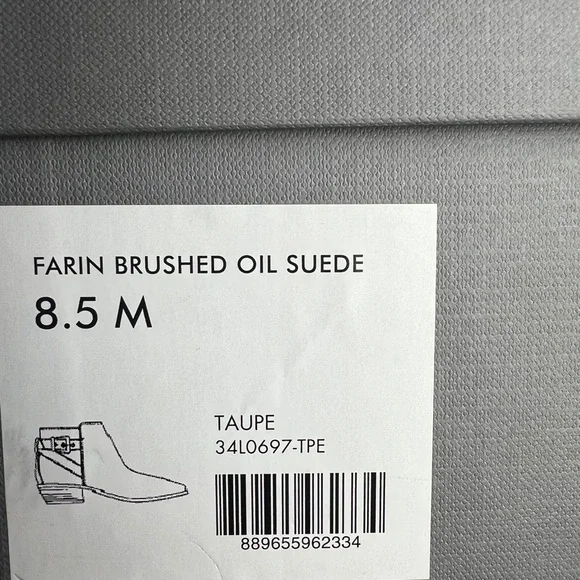 FARIN BRUSHED OIL SUEDE
8.5 M
TAUPE
34L0697-TPE
889655962334